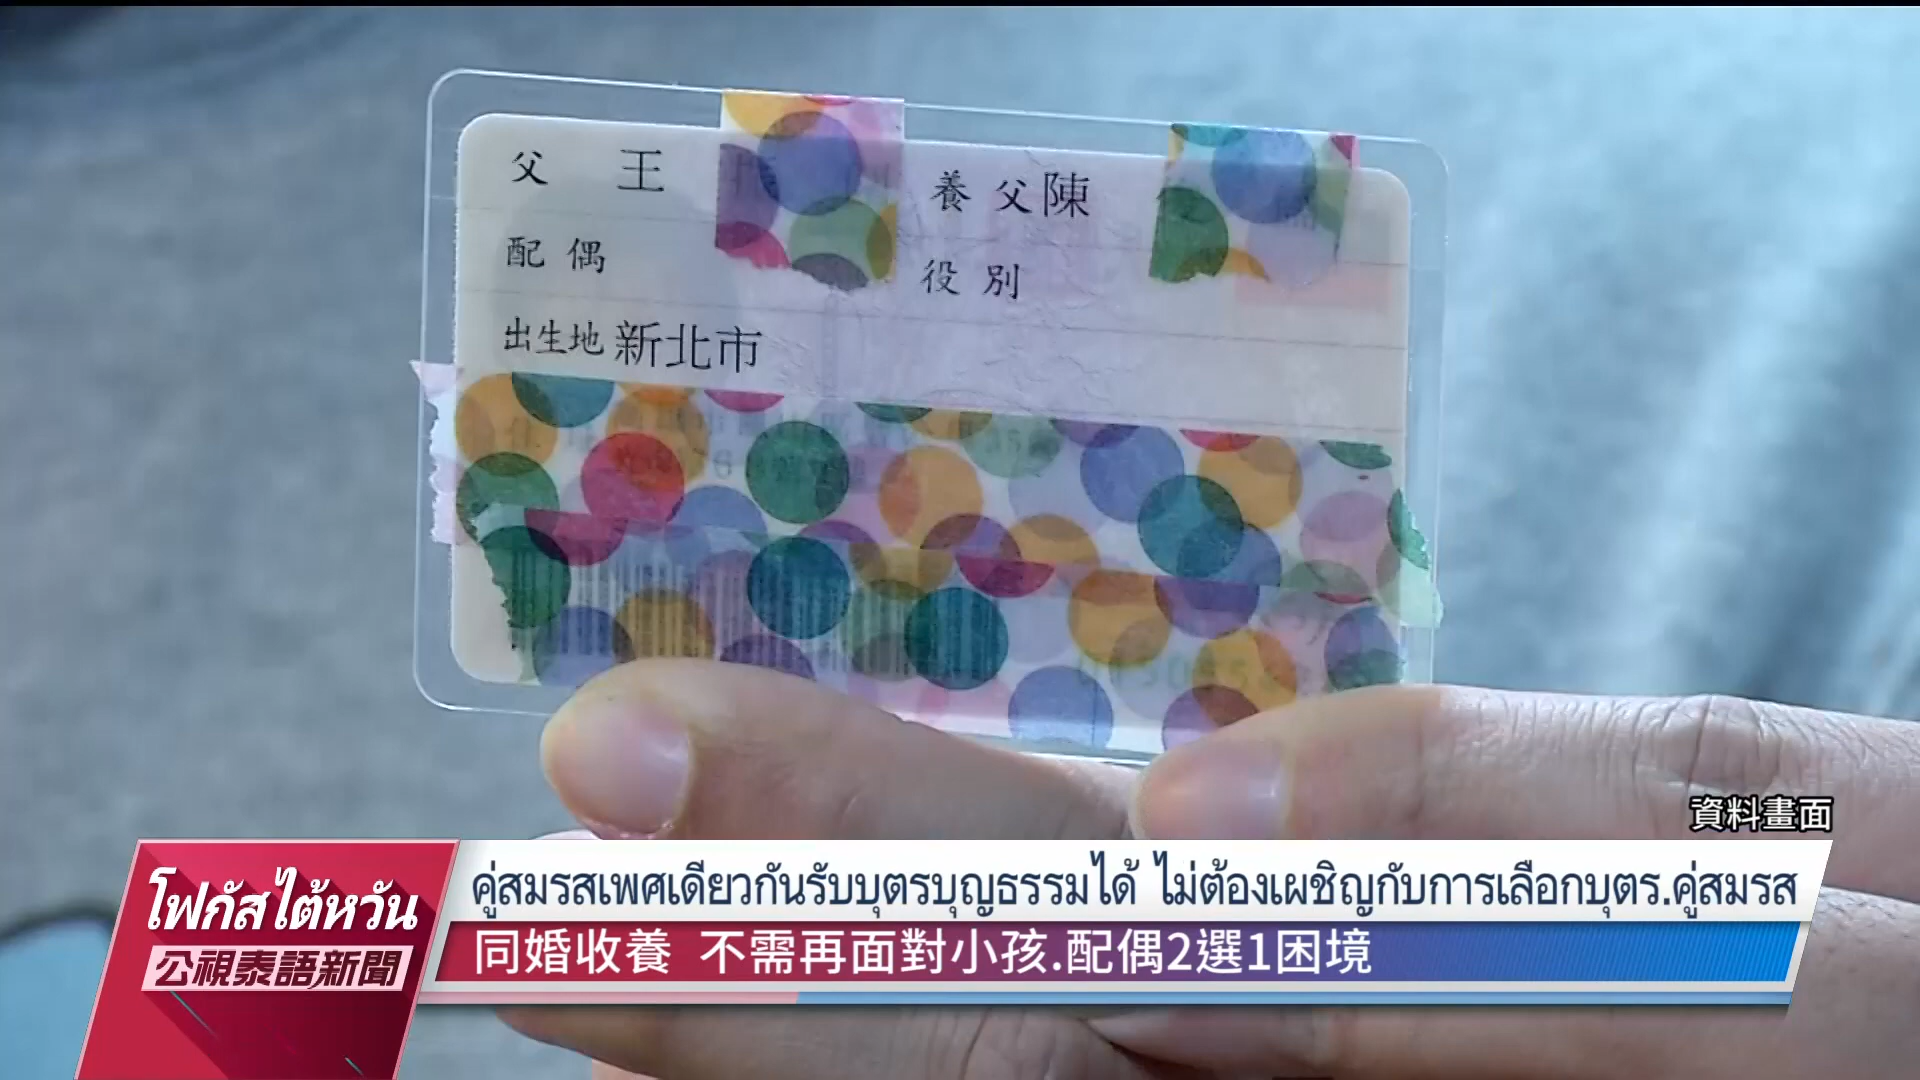 父 王
養父陳
配偶
役別
出生地 新北市
資料畫面
โฟกัสไต้หวัน
公視泰語新聞
คู่สมรสเพศเดียวกันรับบุตรบุญธรรมได้ ไม่ต้องเผชิญกับการเลือกบุตร.คู่สมรส
同婚收養 不需再面對小孩.配偶2選1困境